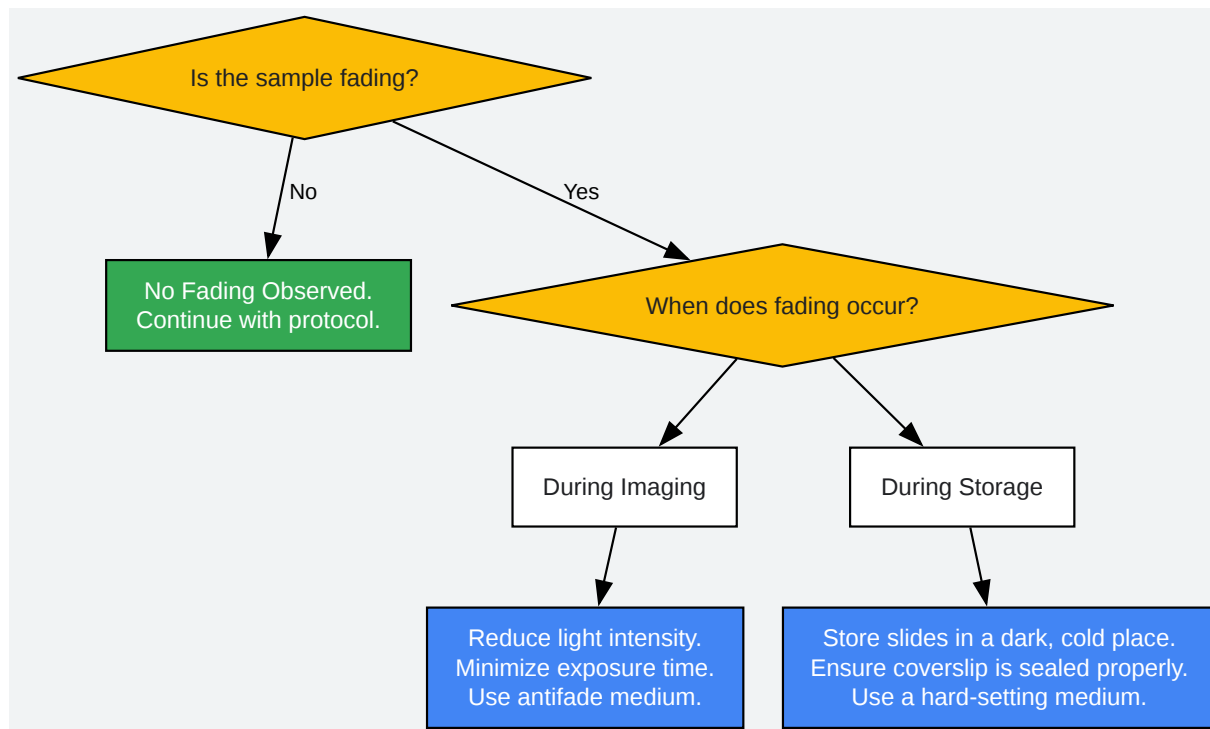 Is the sample fading?
No
Yes
No Fading Observed.
Continue with protocol.
When does fading occur?
During Imaging
During Storage
Reduce light intensity.
Minimize exposure time.
Use antifade medium.
Store slides in a dark, cold place.
Ensure coverslip is sealed properly.
Use a hard-setting medium.